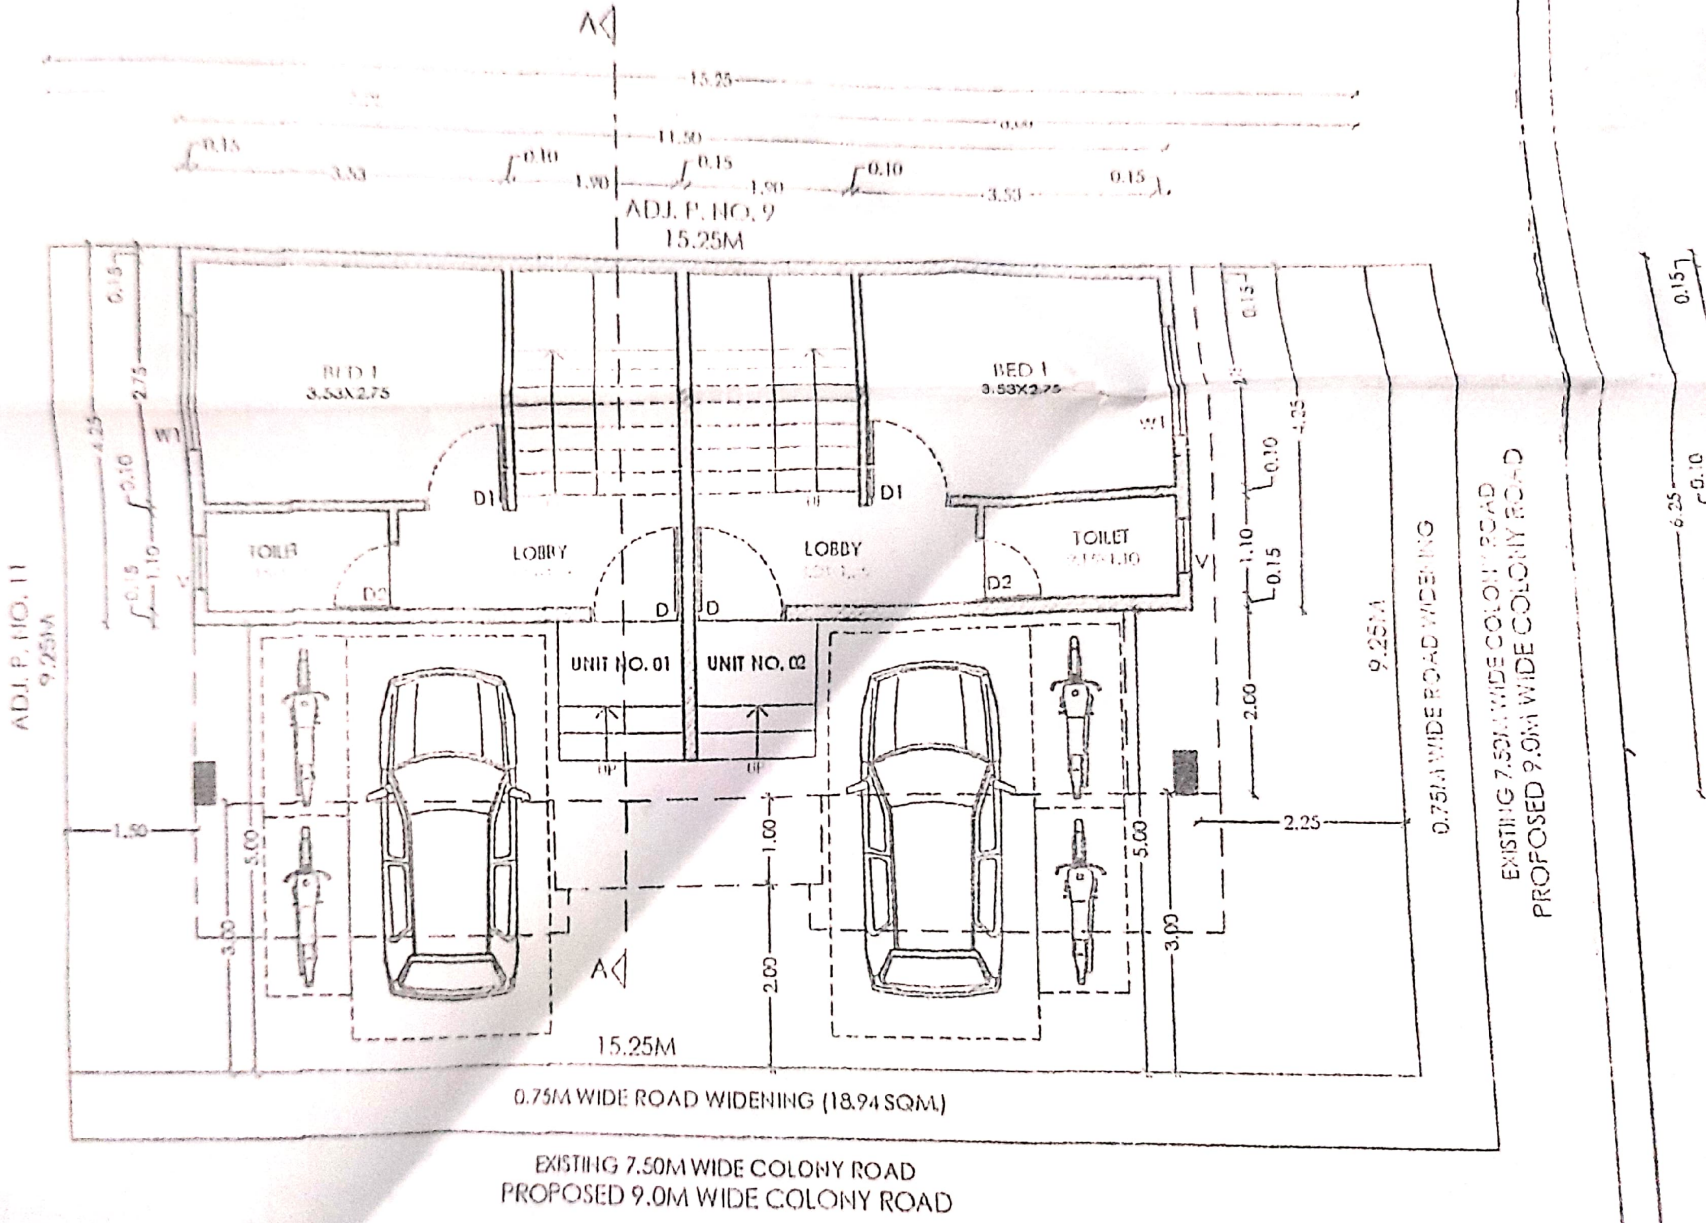 A
15.25
11.50
0.15
0.10
0.15
0.10
0.15
3.53
1.90
1.90
3.53
ADJ. P. NO. 9
15.25M
0.15
2.75
4.25
0.10
0.15
1.10
W1
BED 1
3.53X2.75
BED 1
3.53X2.75
W1
0.15
4.25
0.10
1.10
0.15
D1
D1
TOILET
LOBBY
LOBBY
TOILET
D2
D
D
D2
V
V
ADJ. P. NO. 11
9.25M
UNIT NO. 01
UNIT NO. 02
UP
UP
2.00
9.25M
0.75M WIDE ROAD WIDENING
EXISTING 7.50M WIDE COLONY ROAD
PROPOSED 9.0M WIDE COLONY ROAD
0.15
6.25
0.10
1.50
5.00
3.00
1.00
2.00
5.00
3.00
2.25
A
15.25M
0.75M WIDE ROAD WIDENING (18.94 SQM.)
EXISTING 7.50M WIDE COLONY ROAD
PROPOSED 9.0M WIDE COLONY ROAD